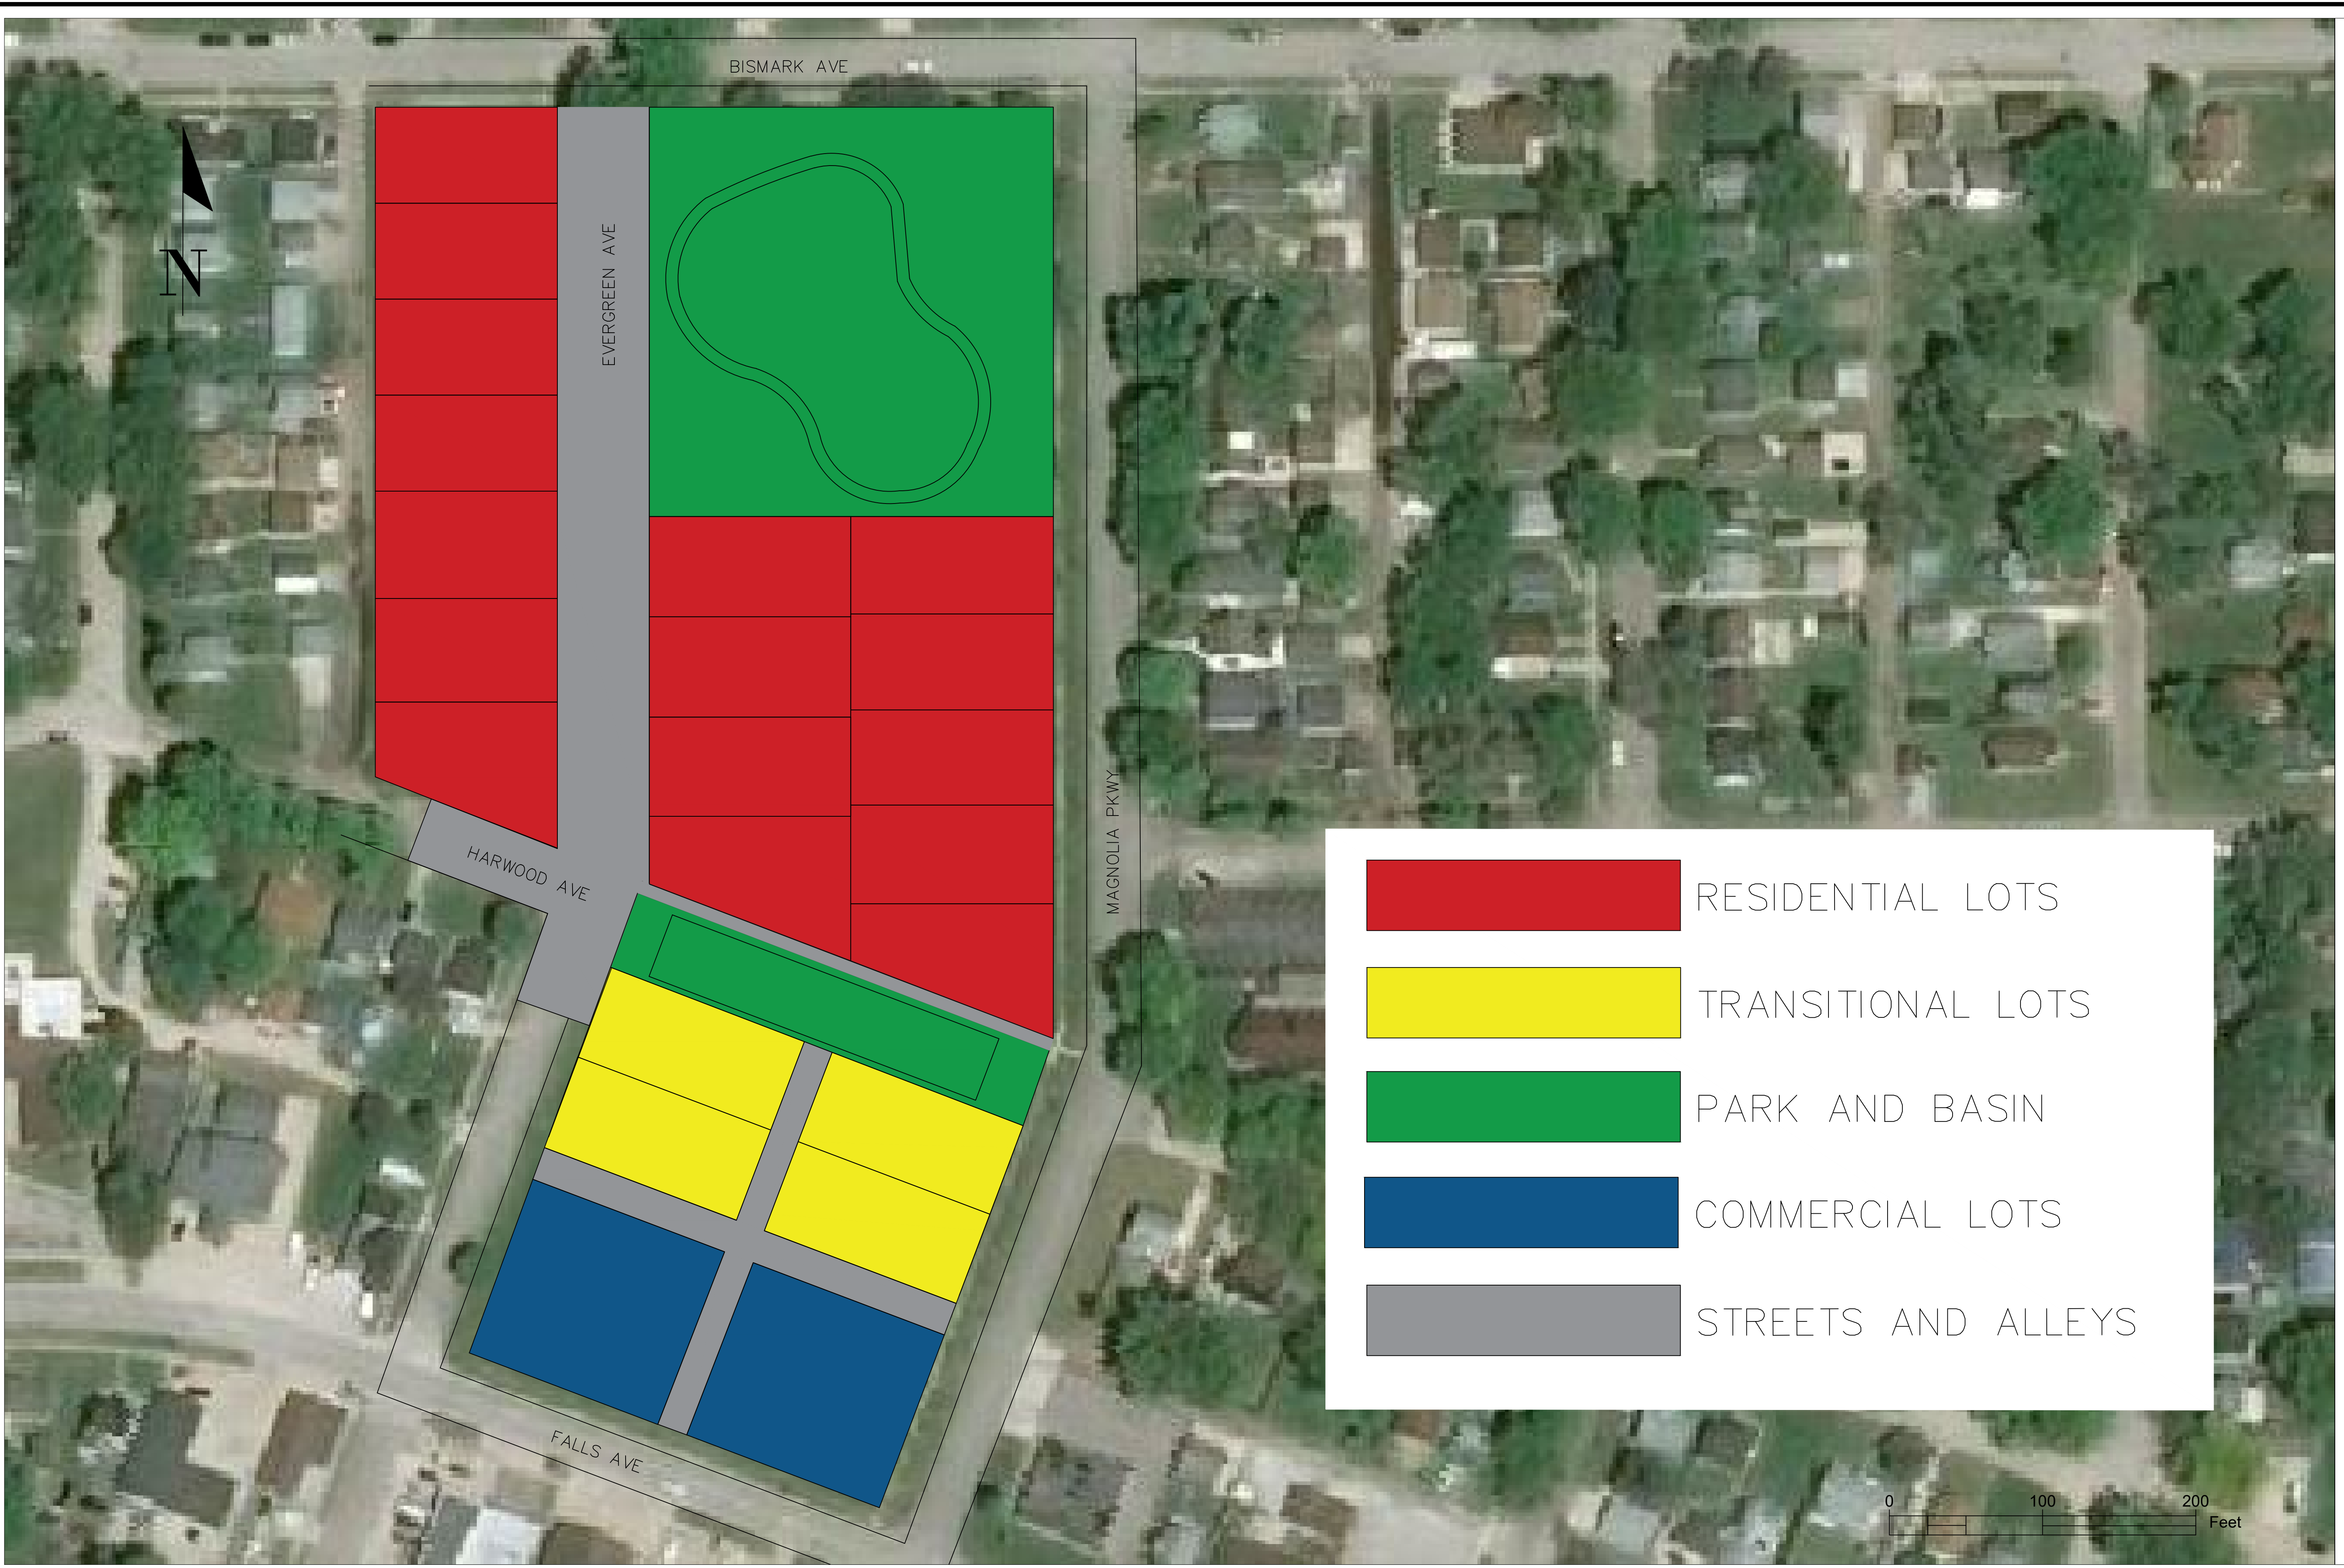 BISMARK AVE
N
EVERGREEN AVE
MAGNOLIA PKWY
HARWOOD AVE
FALLS AVE
RESIDENTIAL LOTS
TRANSITIONAL LOTS
PARK AND BASIN
COMMERCIAL LOTS
STREETS AND ALLEYS
0 100 200
Feet